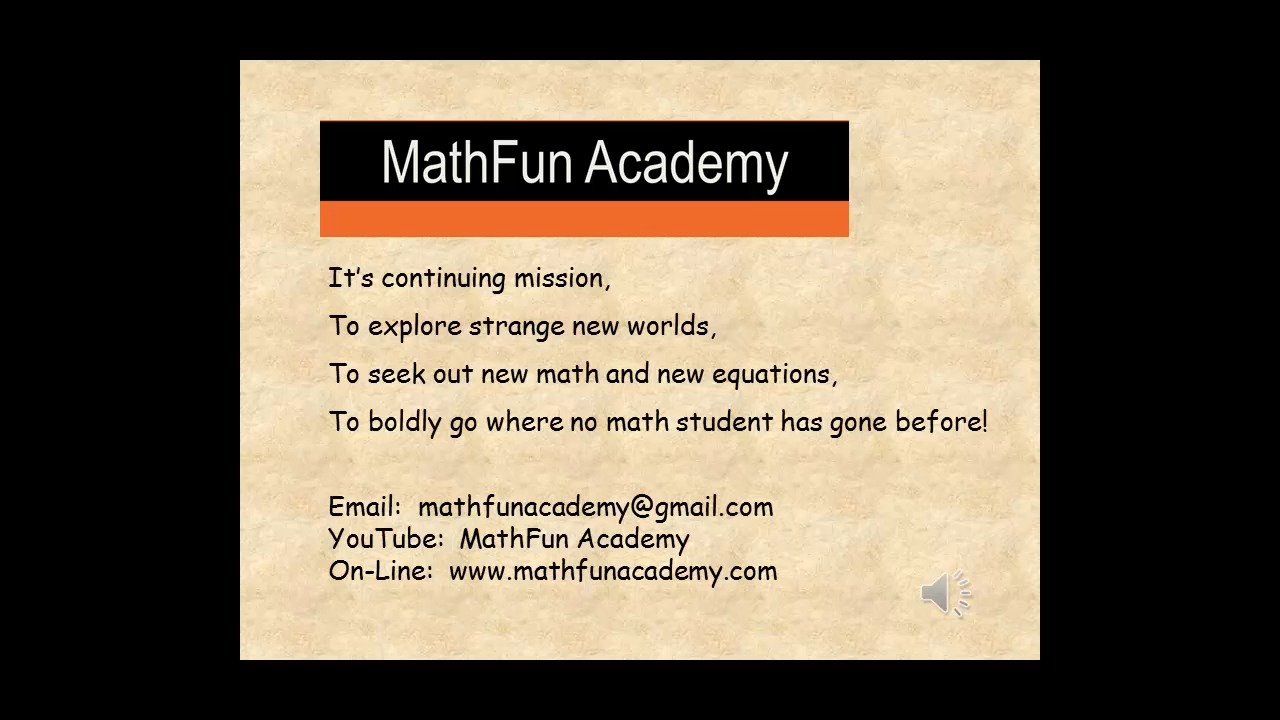 MathFun Academy
It's continuing mission,
To explore strange new worlds,
To seek out new math and new equations,
To boldly go where no math student has gone before!
Email: mathfunacademy@gmail.com
YouTube: MathFun Academy
On-Line: www.mathfunacademy.com